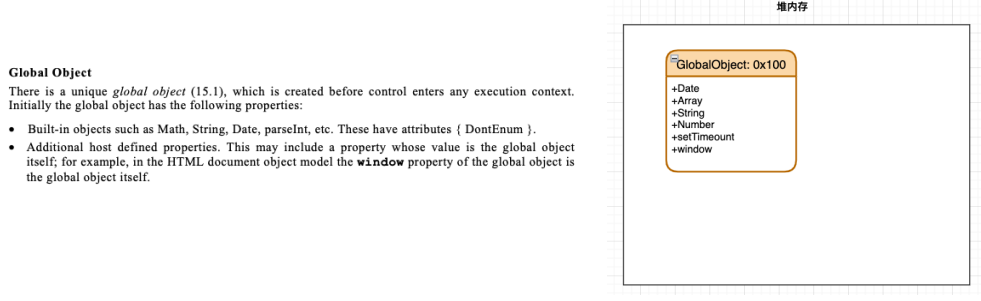 Global Object
There is a unique global object (15.1), which is created before control enters any execution context.
Initially the global object has the following properties:
• Built-in objects such as Math, String, Date, parseInt, etc. These have attributes { DontEnum }.
• Additional host defined properties. This may include a property whose value is the global object
itself; for example, in the HTML document object model the window property of the global object is
the global object itself.
堆内存
GlobalObject: 0x100
+Date
+Array
+String
+Number
+setTimeount
+window